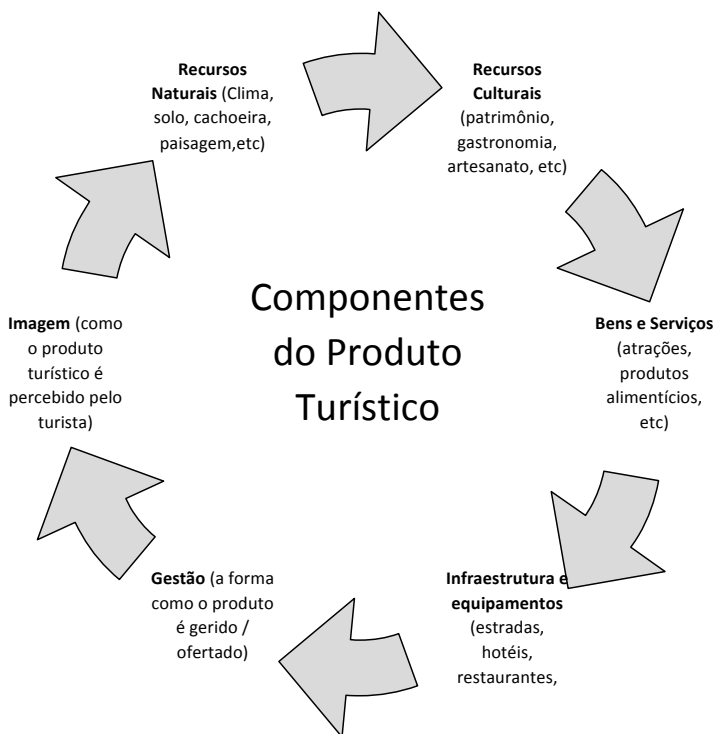 Recursos
Naturais (Clima,
solo, cachoeira,
paisagem,etc)
Recursos
Culturais
(patrimônio,
gastronomia,
artesanato, etc)
Bens e Serviços
(atrações,
produtos
alimentícios,
etc)
Infraestrutura e
equipamentos
(estradas,
hotéis,
restaurantes,
Gestão (a forma
como o produto
é gerido /
ofertado)
Imagem (como
o produto
turístico é
percebido pelo
turista)
Componentes
do Produto
Turístico